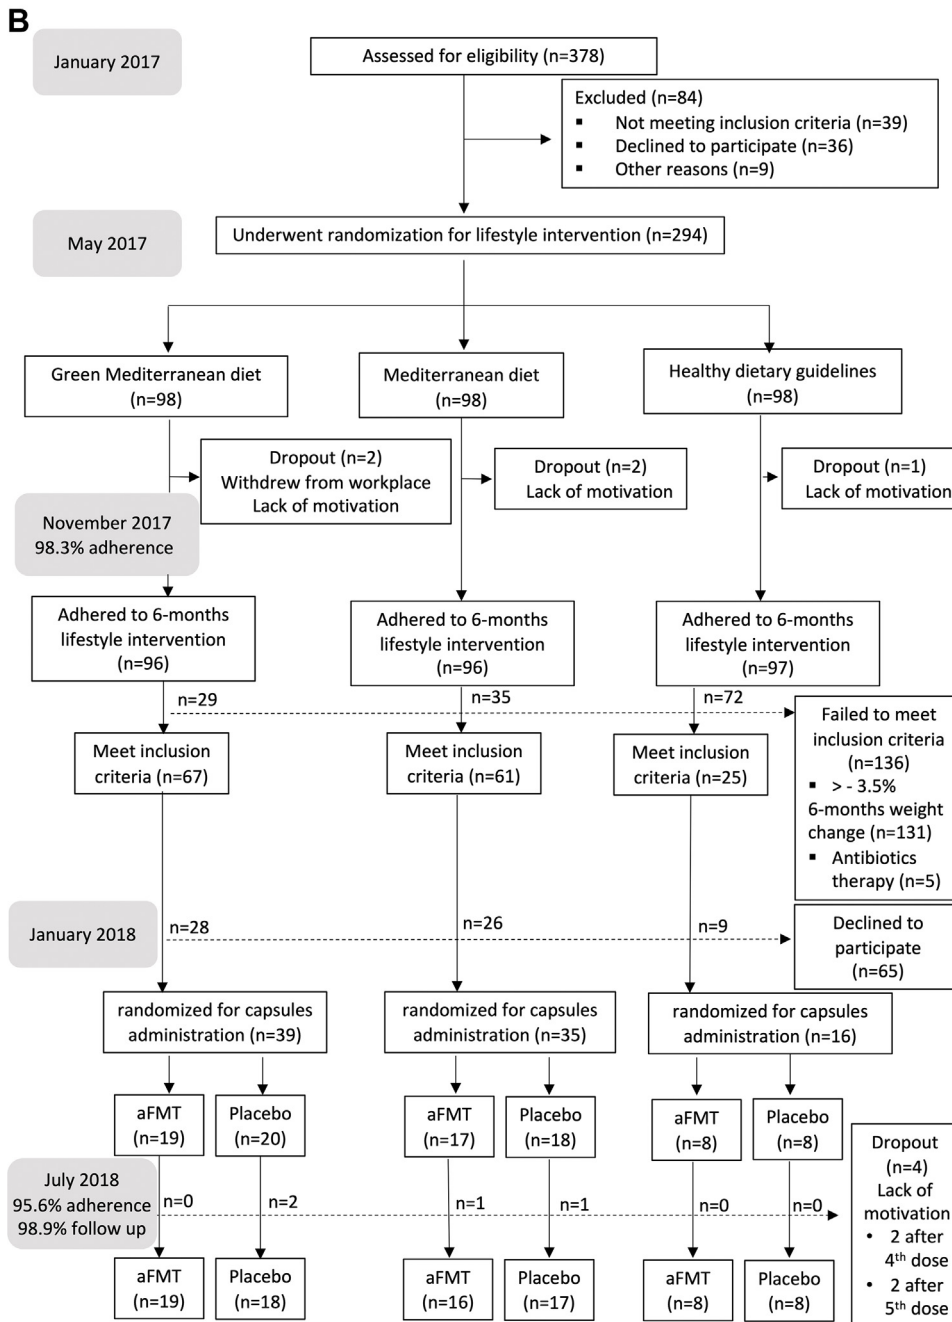 B
January 2017
Assessed for eligibility (n=378)
Excluded (n=84)
▪ Not meeting inclusion criteria (n=39)
▪ Declined to participate (n=36)
▪ Other reasons (n=9)
May 2017
Underwent randomization for lifestyle intervention (n=294)
Green Mediterranean diet
(n=98)
Mediterranean diet
(n=98)
Healthy dietary guidelines
(n=98)
Dropout (n=2)
Withdrew from workplace
Lack of motivation
Dropout (n=2)
Lack of motivation
Dropout (n=1)
Lack of motivation
November 2017
98.3% adherence
Adhered to 6-months
lifestyle intervention
(n=96)
Adhered to 6-months
lifestyle intervention
(n=96)
Adhered to 6-months
lifestyle intervention
(n=97)
n=29
n=35
n=72
Failed to meet
inclusion criteria
(n=136)
▪ > - 3.5%
6-months weight
change (n=131)
▪ Antibiotics
therapy (n=5)
Meet inclusion
criteria (n=67)
Meet inclusion
criteria (n=61)
Meet inclusion
criteria (n=25)
January 2018
n=28
n=26
n=9
Declined to
participate
(n=65)
randomized for capsules
administration (n=39)
randomized for capsules
administration (n=35)
randomized for capsules
administration (n=16)
aFMT
(n=19)
Placebo
(n=20)
aFMT
(n=17)
Placebo
(n=18)
aFMT
(n=8)
Placebo
(n=8)
July 2018
95.6% adherence
98.9% follow up
n=0
n=2
n=1
n=1
n=0
n=0
Dropout
(n=4)
Lack of
motivation
• 2 after
4th dose
• 2 after
5th dose
aFMT
(n=19)
Placebo
(n=18)
aFMT
(n=16)
Placebo
(n=17)
aFMT
(n=8)
Placebo
(n=8)